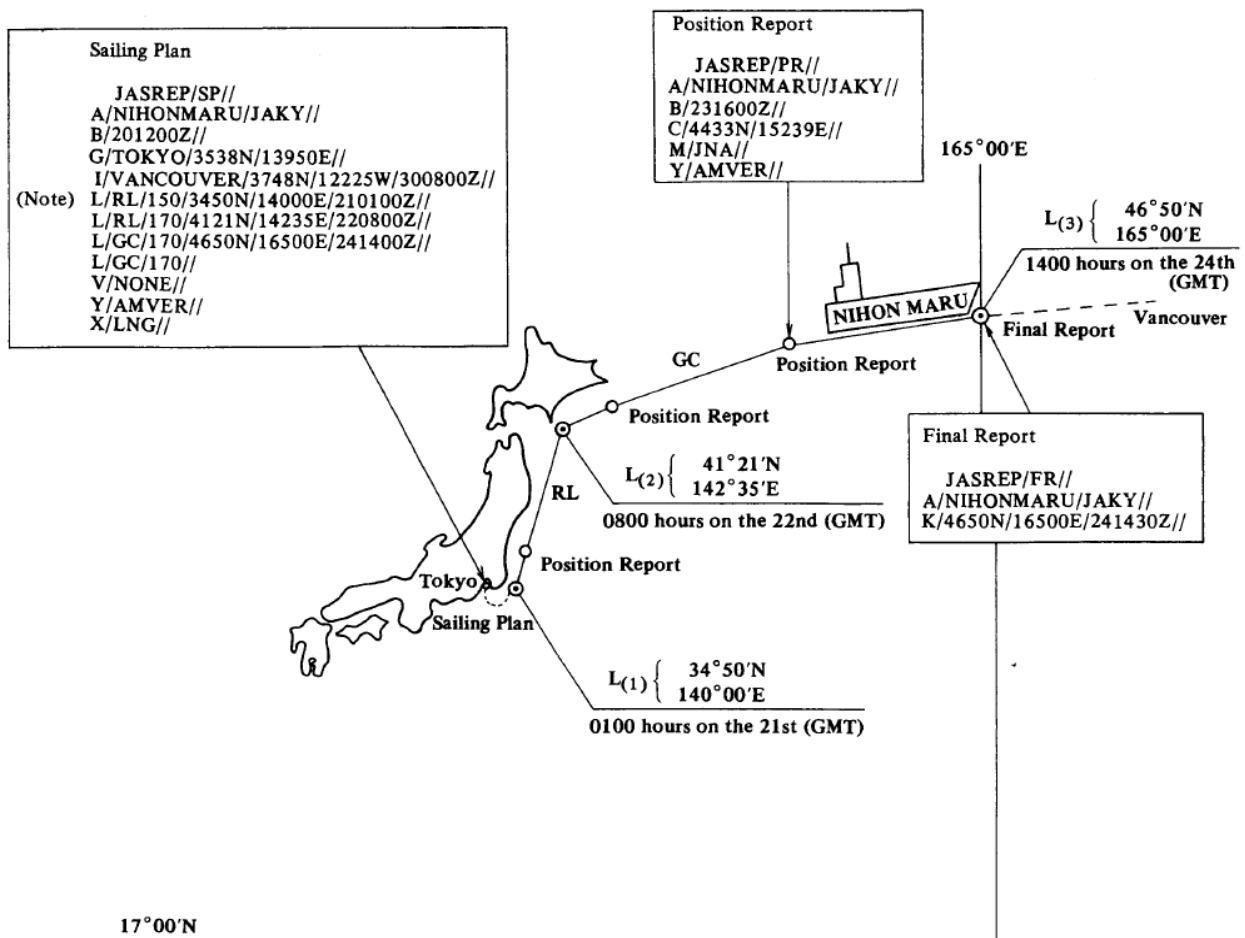 Sailing Plan
JASREP/SP//
A/NIHONMARU/JAKY//
B/201200Z//
G/TOKYO/3538N/13950E//
I/VANCOUVER/3748N/12225W/300800Z//
(Note) L/RL/150/3450N/14000E/210100Z//
L/RL/170/4121N/14235E/220800Z//
L/GC/170/4650N/16500E/241400Z//
L/GC/170//
V/NONE//
Y/AMVER//
X/LNG//
Position Report
JASREP/PR//
A/NIHONMARU/JAKY//
B/231600Z//
C/4433N/15239E//
M/JNA//
Y/AMVER//
165°00'E
L(3) { 46°50'N
165°00'E
1400 hours on the 24th
(GMT)
NIHON MARU
Final Report
Vancouver
Position Report
GC
Position Report
Final Report
JASREP/FR//
A/NIHONMARU/JAKY//
K/4650N/16500E/241430Z//
L(2) { 41°21'N
142°35'E
0800 hours on the 22nd (GMT)
RL
Position Report
Tokyo
Sailing Plan
L(1) { 34°50'N
140°00'E
0100 hours on the 21st (GMT)
17°00'N